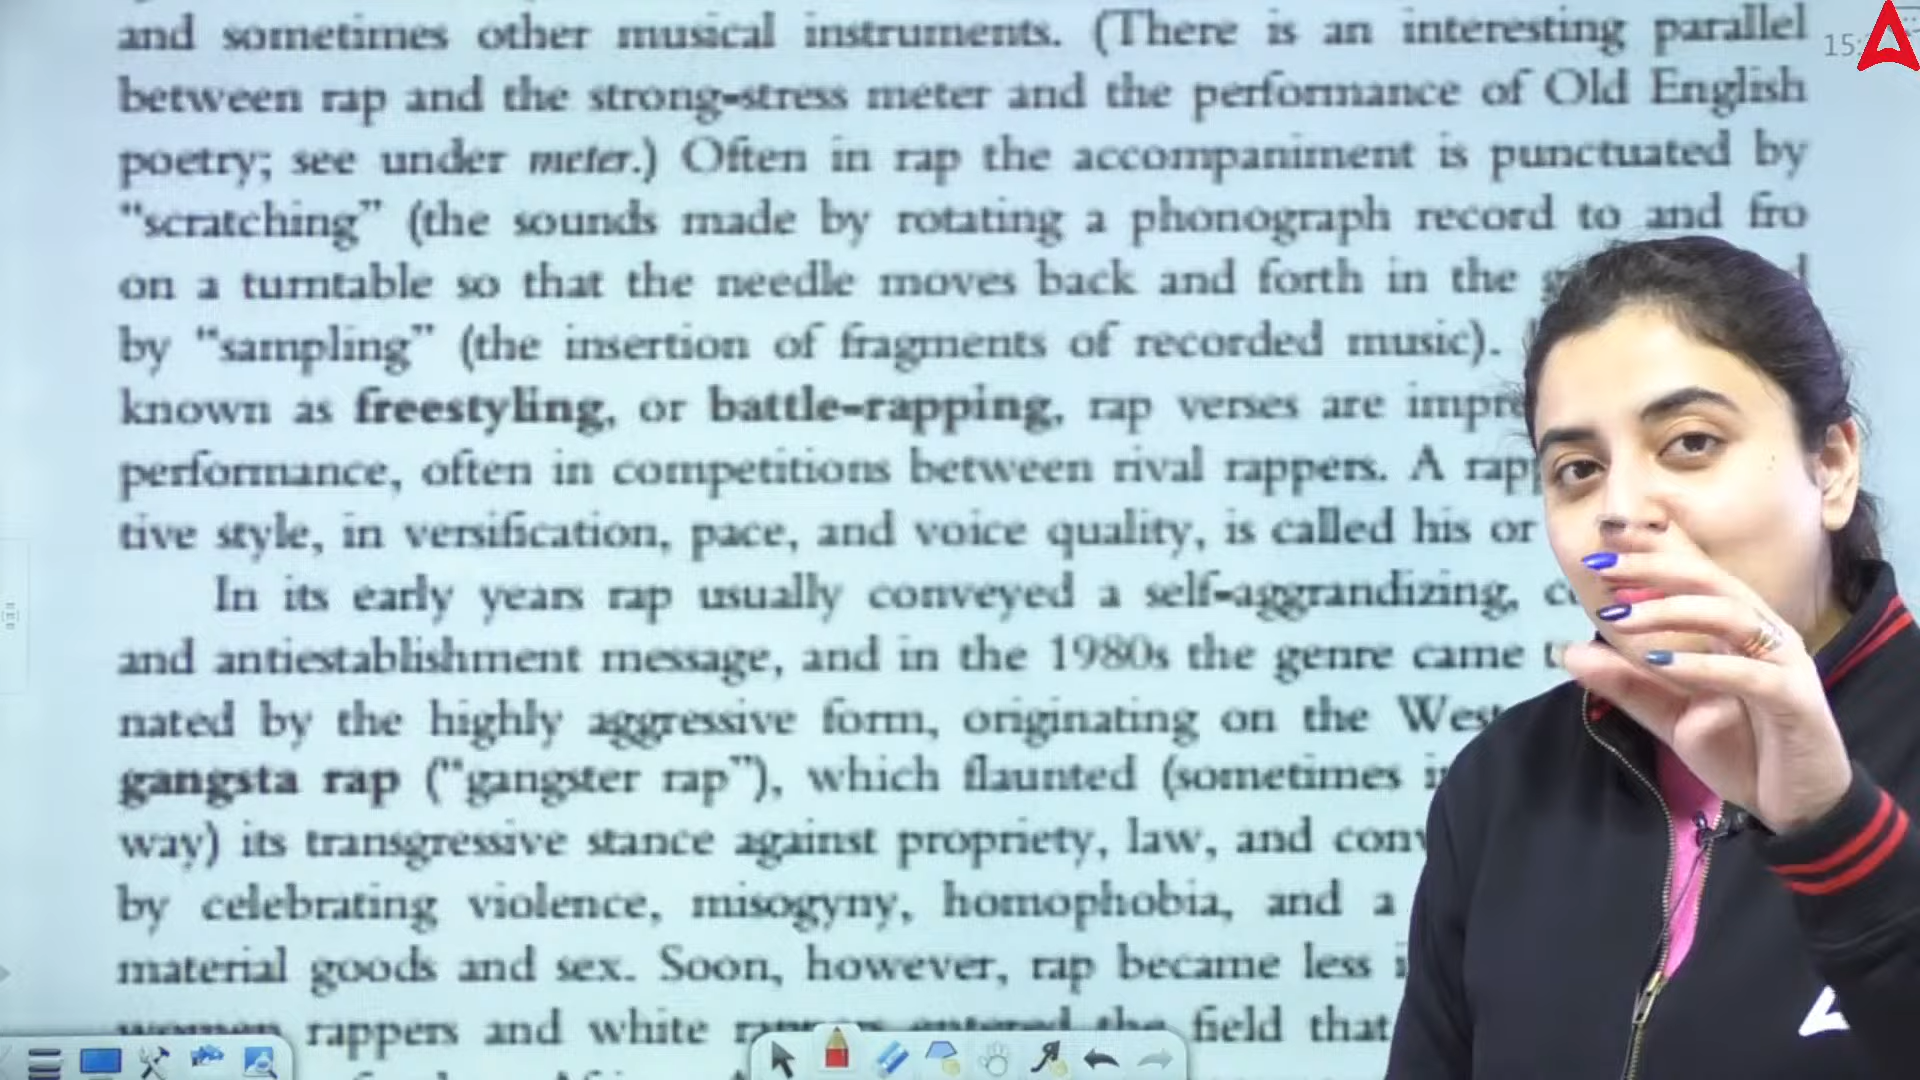 and sometimes other musical instruments. (There is an interesting parallel
15:
between rap and the strong-stress meter and the performance of Old English
poetry; see under meter.) Often in rap the accompaniment is punctuated by
“scratching” (the sounds made by rotating a phonograph record to and fro
on a turntable so that the needle moves back and forth in the
by “sampling” (the insertion of fragments of recorded music).
known as freestyling, or battle-rapping, rap verses are
performance, often in competitions between rival rappers. A
tive style, in versification, pace, and voice quality, is called his or
In its early years rap usually conveyed a self-aggrandizing,
and antiestablishment message, and in the 1980s the genre came
nated by the highly aggressive form, originating on the West
gangsta rap (“gangster rap”), which flaunted (sometimes
way) its transgressive stance against propriety, law, and
by celebrating violence, misogyny, homophobia, and a
material goods and sex. Soon, however, rap became less
women rappers and white rappers entered the field that